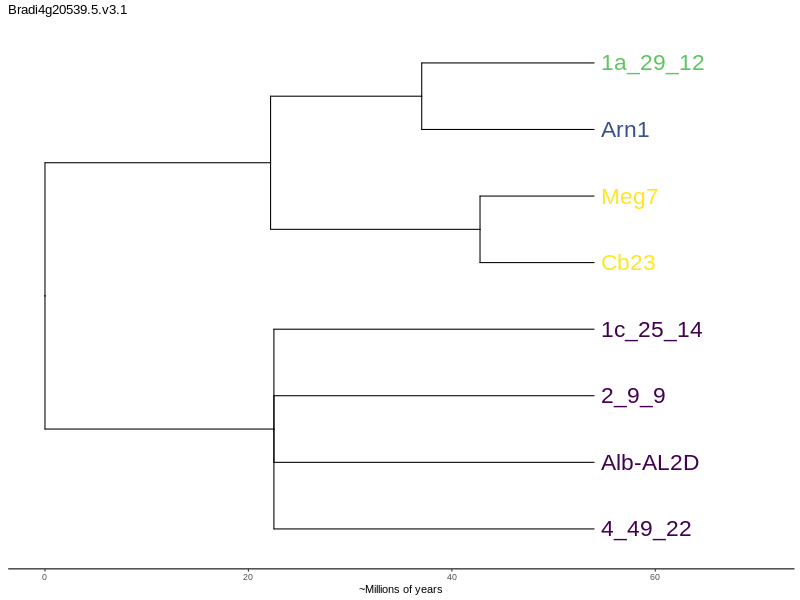 Bradi4g20539.5.v3.1
1a_29_12
Arn1
Meg7
Cb23
1c_25_14
2_9_9
Alb-AL2D
4_49_22
0 20 40 60
~Millions of years